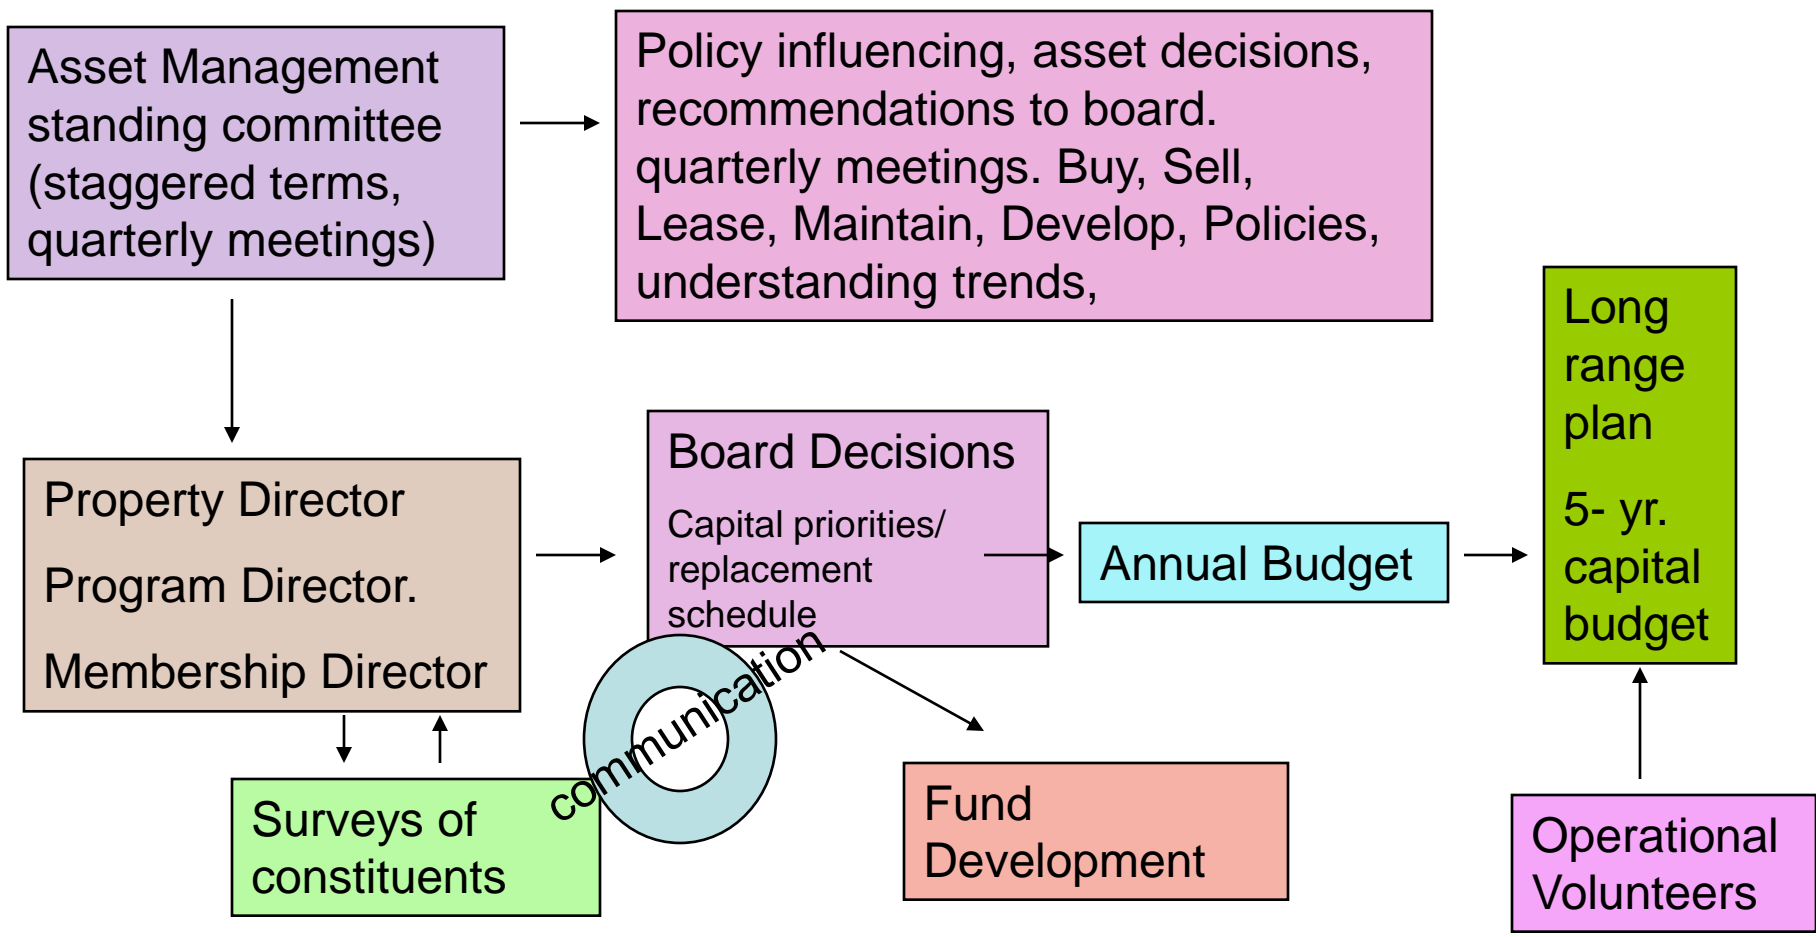 Asset Management
standing committee
(staggered terms,
quarterly meetings)
Policy influencing, asset decisions,
recommendations to board.
quarterly meetings. Buy, Sell,
Lease, Maintain, Develop, Policies,
understanding trends,
Long
range
plan
5- yr.
capital
budget
Property Director
Program Director.
Membership Director
Board Decisions
Capital priorities/
replacement
schedule
Annual Budget
communication
Surveys of
constituents
Fund
Development
Operational
Volunteers